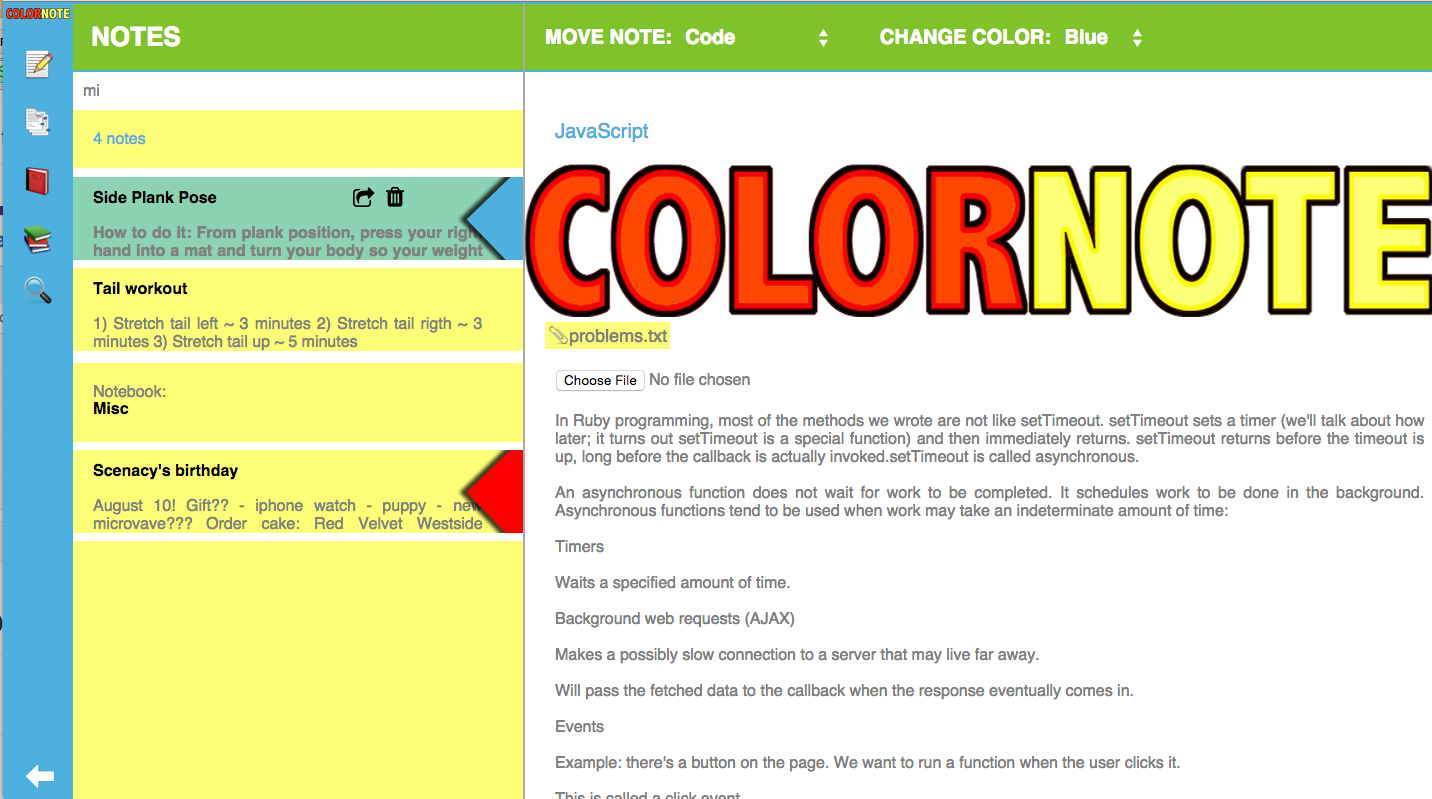 COLORNOTE
NOTES
MOVE NOTE: Code
CHANGE COLOR: Blue
mi
4 notes
Side Plank Pose
How to do it: From plank position, press your right
hand into a mat and turn your body so your weight
Tail workout
1) Stretch tail left ~ 3 minutes 2) Stretch tail rigth ~ 3
minutes 3) Stretch tail up ~ 5 minutes
Notebook:
Misc
Scenacy's birthday
August 10! Gift?? - iphone watch - puppy - new
microvave??? Order cake: Red Velvet Westside
JavaScript
COLORNOTE
problems.txt
Choose File No file chosen
In Ruby programming, most of the methods we wrote are not like setTimeout. setTimeout sets a timer (we'll talk about how
later; it turns out setTimeout is a special function) and then immediately returns. setTimeout returns before the timeout is
up, long before the callback is actually invoked.setTimeout is called asynchronous.
An asynchronous function does not wait for work to be completed. It schedules work to be done in the background.
Asynchronous functions tend to be used when work may take an indeterminate amount of time:
Timers
Waits a specified amount of time.
Background web requests (AJAX)
Makes a possibly slow connection to a server that may live far away.
Will pass the fetched data to the callback when the response eventually comes in.
Events
Example: there's a button on the page. We want to run a function when the user clicks it.
This is called a click event